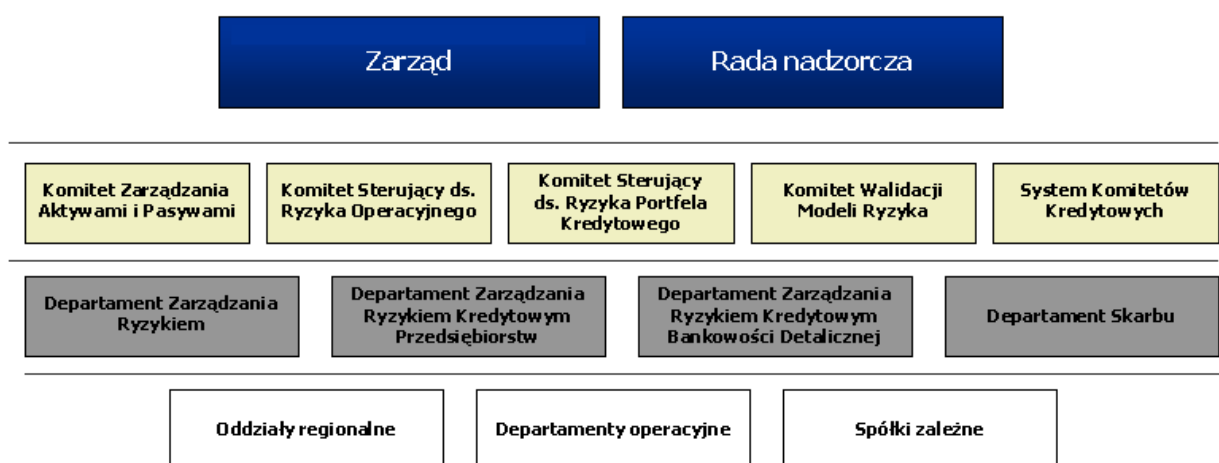 Zarząd
Rada nadzorcza
Komitet Zarządzania
Aktywami i Pasywami
Komitet Sterujący ds.
Ryzyka Operacyjnego
Komitet Sterujący
ds. Ryzyka Portfela
Kredytowego
Komitet Walidacji
Modeli Ryzyka
System Komitetów
Kredytowych
Departament Zarządzania
Ryzykiem
Departament Zarządzania
Ryzykiem Kredytowym
Przedsiębiorstw
Departament Zarządzania
Ryzykiem Kredytowym
Bankowości Detalicznej
Departament Skarbu
Oddziały regionalne
Departamenty operacyjne
Spółki zależne